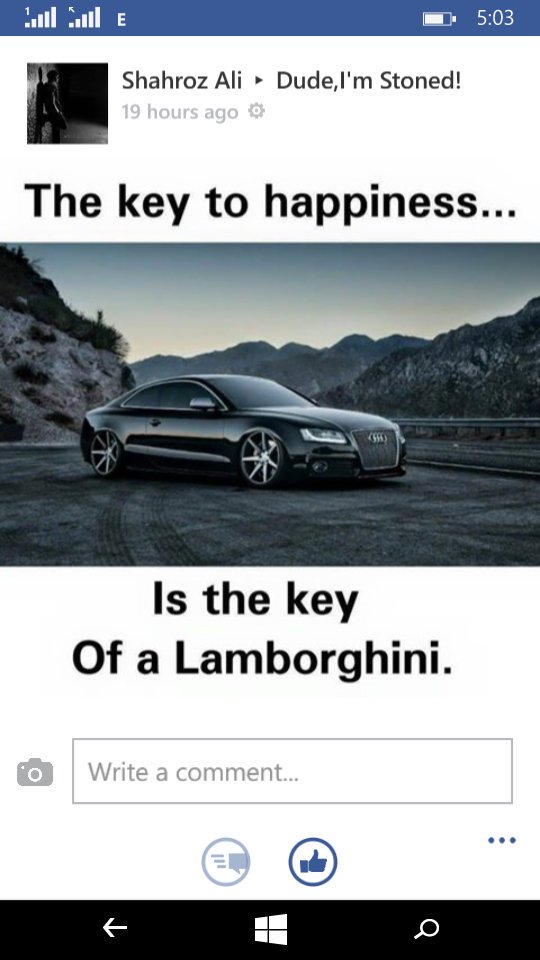 1 E 5:03
Shahroz Ali ▸ Dude,I'm Stoned!
19 hours ago
The key to happiness...
Is the key
Of a Lamborghini.
Write a comment...